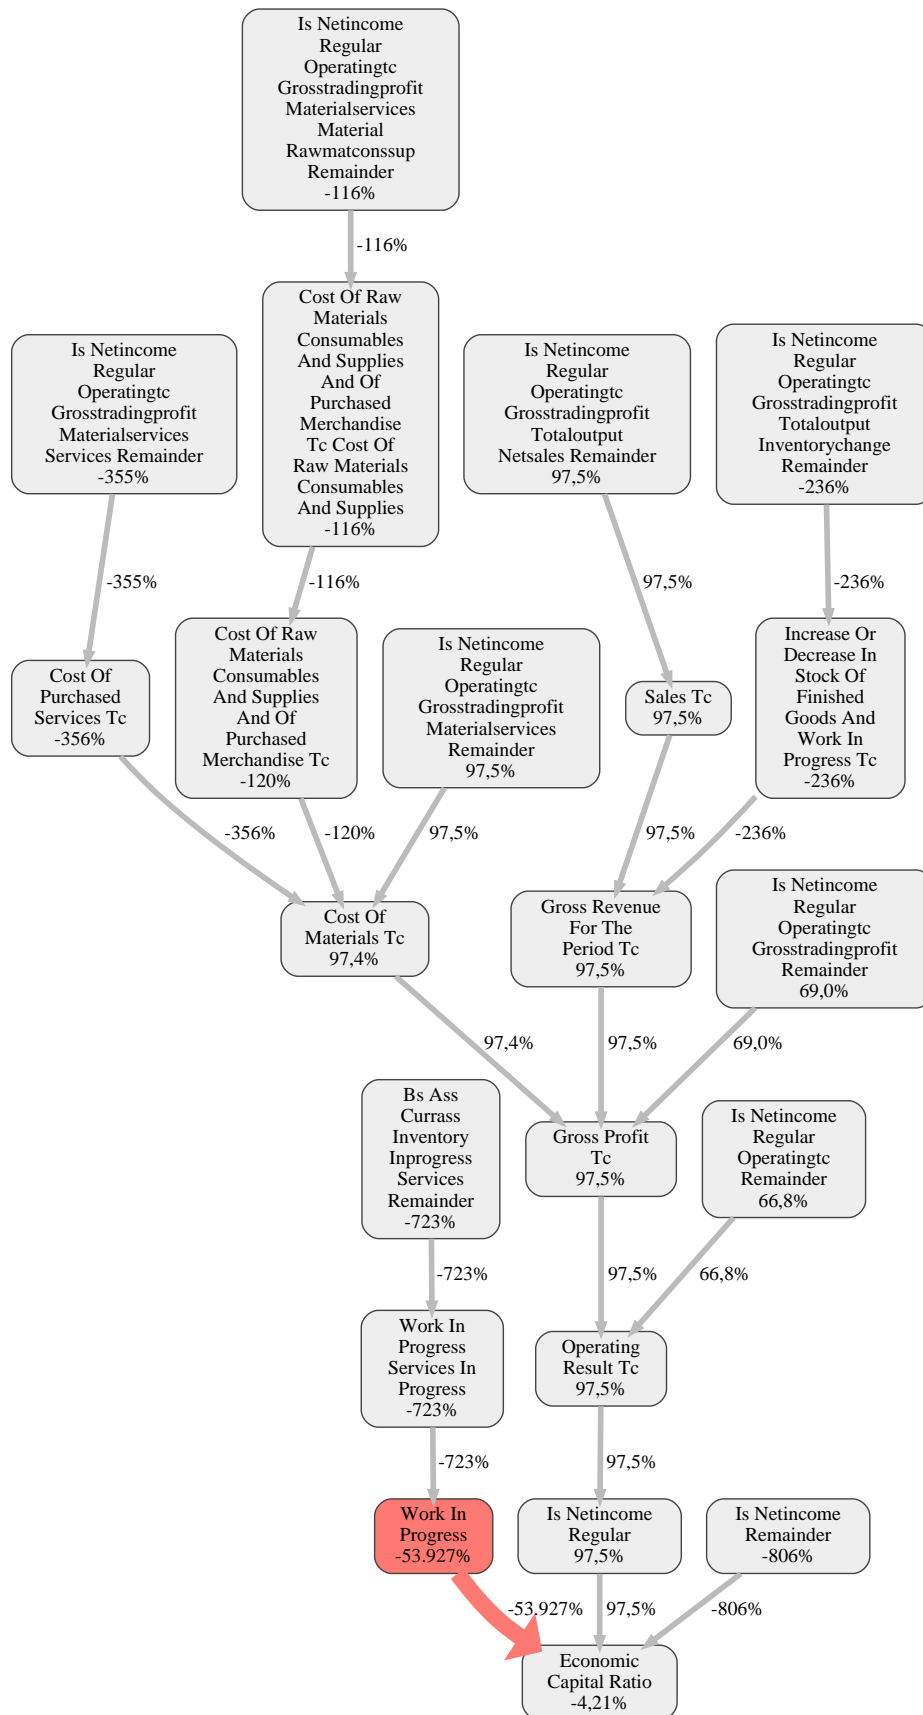 Is Netincome
Regular
Operatingtc
Grosstradingprofit
Materialservices
Material
Rawmatconssup
Remainder
-116%
-116%
Cost Of Raw
Materials
Consumables
And Supplies
And Of
Purchased
Merchandise
Tc Cost Of
Raw Materials
Consumables
And Supplies
-116%
Is Netincome
Regular
Operatingtc
Grosstradingprofit
Materialservices
Services Remainder
-355%
Is Netincome
Regular
Operatingtc
Grosstradingprofit
Totaloutput
Netsales Remainder
97,5%
Is Netincome
Regular
Operatingtc
Grosstradingprofit
Totaloutput
Inventorychange
Remainder
-236%
-355%
-116%
97,5%
-236%
Cost Of
Purchased
Services Tc
-356%
Cost Of Raw
Materials
Consumables
And Supplies
And Of
Purchased
Merchandise Tc
-120%
Is Netincome
Regular
Operatingtc
Grosstradingprofit
Materialservices
Remainder
97,5%
Sales Tc
97,5%
Increase Or
Decrease In
Stock Of
Finished
Goods And
Work In
Progress Tc
-236%
-356%
-120%
97,5%
97,5%
-236%
Cost Of
Materials Tc
97,4%
Gross Revenue
For The
Period Tc
97,5%
Is Netincome
Regular
Operatingtc
Grosstradingprofit
Remainder
69,0%
97,4%
97,5%
69,0%
Bs Ass
Currass
Inventory
Inprogress
Services
Remainder
-723%
Gross Profit
Tc
97,5%
Is Netincome
Regular
Operatingtc
Remainder
66,8%
-723%
97,5%
66,8%
Work In
Progress
Services In
Progress
-723%
Operating
Result Tc
97,5%
-723%
97,5%
Work In
Progress
-53.927%
Is Netincome
Regular
97,5%
Is Netincome
Remainder
-806%
-53.927%
97,5%
-806%
Economic
Capital Ratio
-4,21%